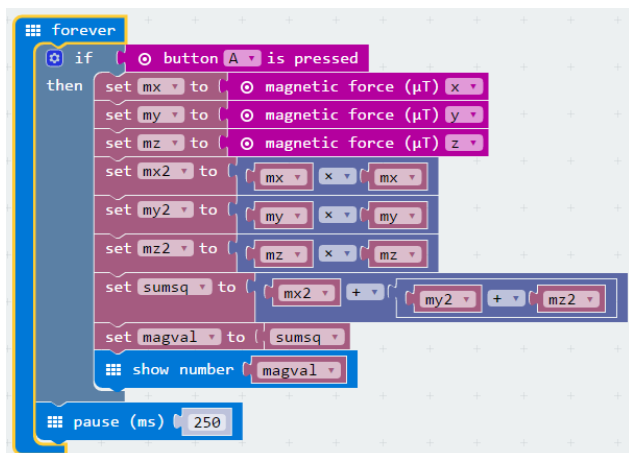 forever
if button A is pressed
then set mx to magnetic force (µT) x
set my to magnetic force (µT) y
set mz to magnetic force (µT) z
set mx2 to mx × mx
set my2 to my × my
set mz2 to mz × mz
set sumsq to mx2 + my2 + mz2
set magval to sumsq
show number magval
pause (ms) 250